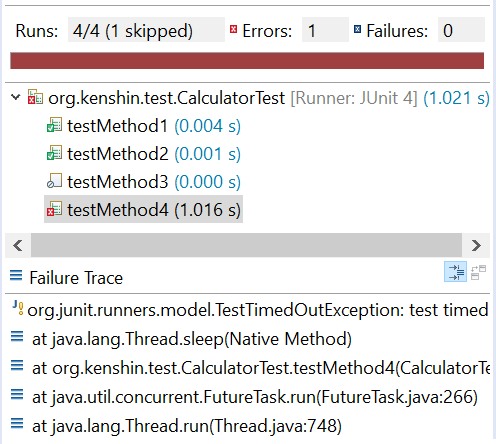 Runs: 4/4 (1 skipped) Errors: 1 Failures: 0
org.kenshin.test.CalculatorTest [Runner: JUnit 4] (1.021 s)
testMethod1 (0.004 s)
testMethod2 (0.001 s)
testMethod3 (0.000 s)
testMethod4 (1.016 s)
Failure Trace
org.junit.runners.model.TestTimedOutException: test timed
at java.lang.Thread.sleep(Native Method)
at org.kenshin.test.CalculatorTest.testMethod4(CalculatorTe
at java.util.concurrent.FutureTask.run(FutureTask.java:266)
at java.lang.Thread.run(Thread.java:748)